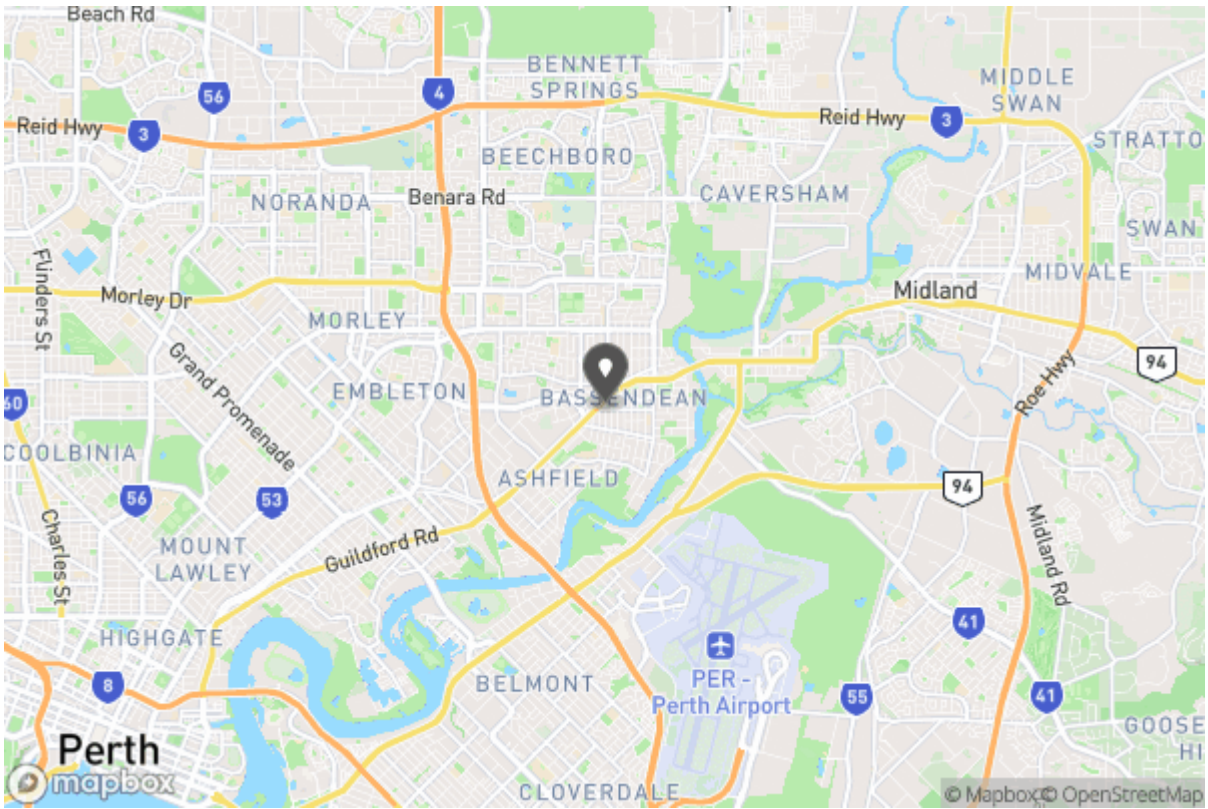 Beach Rd
BENNETT
SPRINGS
MIDDLE
SWAN
56
4
Reid Hwy
3
Reid Hwy
3
STRATTO
BEECHBORO
Benara Rd
CAVERSHAM
NORANDA
SWAN
Flinders St
MIDVALE
Morley Dr
Midland
MORLEY
Grand Promenade
94
EMBLETON
BASSENDEAN
Roe Hwy
60
COOLBINIA
ASHFIELD
56
53
94
Charles St
MOUNT
LAWLEY
Guildford Rd
Midland Rd
HIGHGATE
41
PER -
Perth Airport
8
BELMONT
55
41
GOOSE
HI
Perth
mapbox
CLOVERDALE
© Mapbox © OpenStreetMap